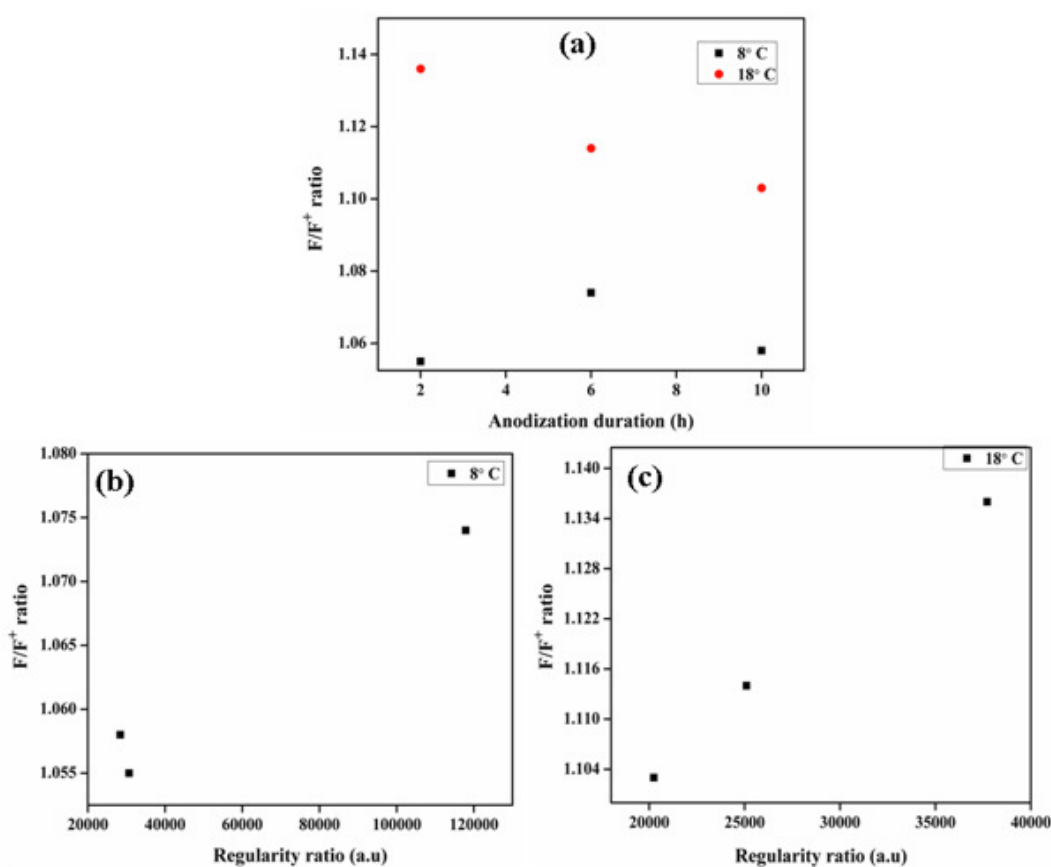 (a)
8° C
18° C
1.14
1.12
1.10
1.08
1.06
F/F⁺ ratio
2 4 6 8 10
Anodization duration (h)
(b)
8° C
1.080
1.075
1.070
1.065
1.060
1.055
F/F⁺ ratio
20000 40000 60000 80000 100000 120000
Regularity ratio (a.u)
(c)
18° C
1.140
1.134
1.128
1.122
1.116
1.110
1.104
F/F⁺ ratio
20000 25000 30000 35000 40000
Regularity ratio (a.u)